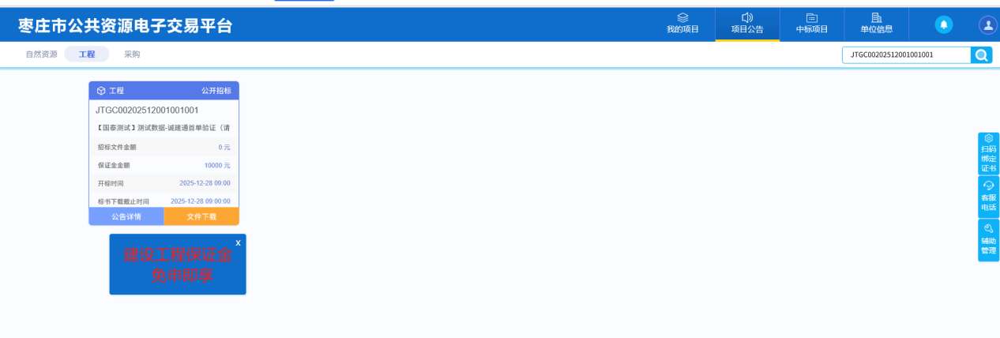 枣庄市公共资源电子交易平台
我的项目
项目公告
中标项目
单位信息
自然资源
工程
采购
JTGC00202512001001001
工程
公开招标
JTGC00202512001001001
【国泰测试】测试数据-诚建通首单验证（请
招标文件金额
0 元
保证金金额
10000 元
开标时间
2025-12-28 09:00
标书下载截止时间
2025-12-28 09:00:00
公告详情
文件下载
X
建设工程保证金
免申即享
扫码
绑定
证书
客服
电话
辅助
管理